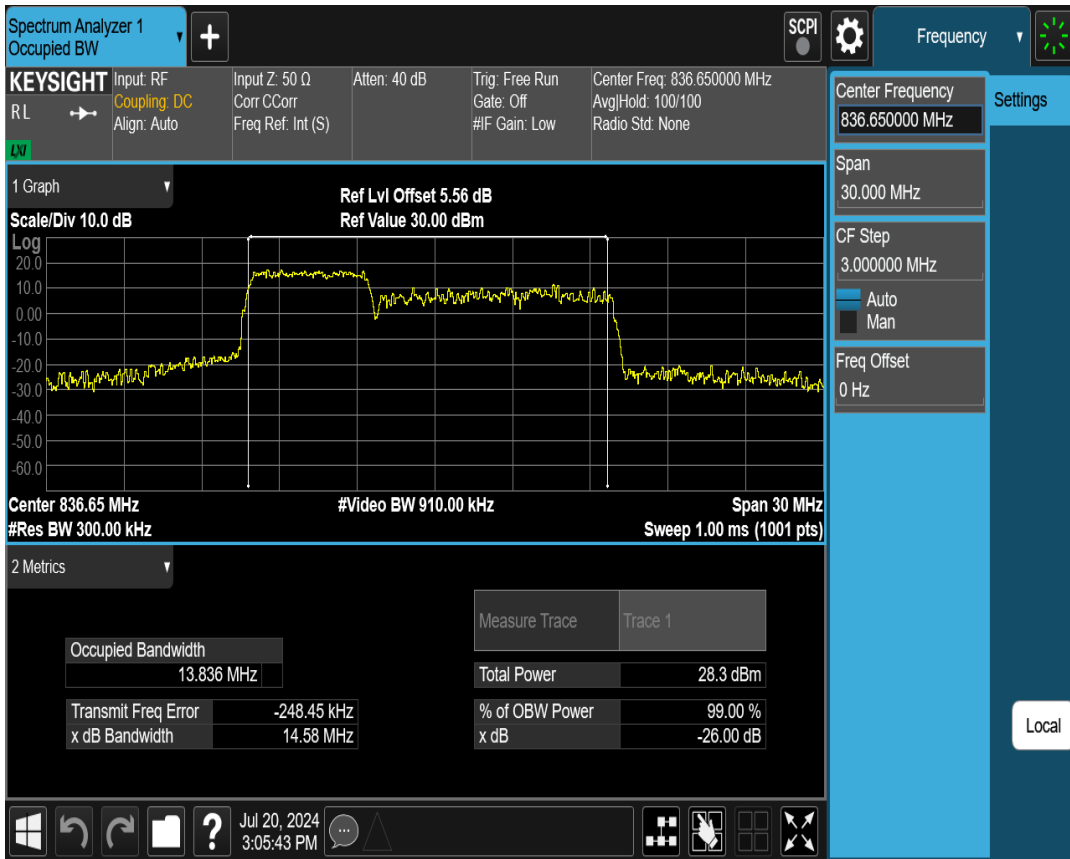 Spectrum Analyzer 1
Occupied BW
+
SCPI
Frequency
KEYSIGHT
RL
LXI
Input: RF
Coupling: DC
Align: Auto
Input Z: 50 Ω
Corr CCorr
Freq Ref: Int (S)
Atten: 40 dB
Trig: Free Run
Gate: Off
#IF Gain: Low
Center Freq: 836.650000 MHz
Avg|Hold: 100/100
Radio Std: None
Center Frequency
836.650000 MHz
Settings
Span
30.000 MHz
CF Step
3.000000 MHz
Auto
Man
Freq Offset
0 Hz
Local
1 Graph
Scale/Div 10.0 dB
Ref Lvl Offset 5.56 dB
Ref Value 30.00 dBm
Log
20.0
10.0
0.00
-10.0
-20.0
-30.0
-40.0
-50.0
-60.0
Center 836.65 MHz
#Video BW 910.00 kHz
Span 30 MHz
#Res BW 300.00 kHz
Sweep 1.00 ms (1001 pts)
2 Metrics
Measure Trace
Trace 1
Occupied Bandwidth
13.836 MHz
Total Power
28.3 dBm
Transmit Freq Error
-248.45 kHz
% of OBW Power
99.00 %
x dB Bandwidth
14.58 MHz
x dB
-26.00 dB
?
Jul 20, 2024
3:05:43 PM